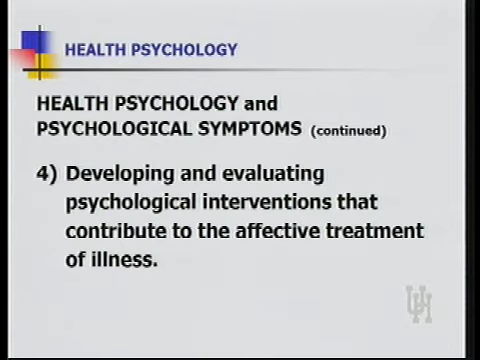 HEALTH PSYCHOLOGY
HEALTH PSYCHOLOGY and
PSYCHOLOGICAL SYMPTOMS (continued)
4) Developing and evaluating
psychological interventions that
contribute to the affective treatment
of illness.
UH